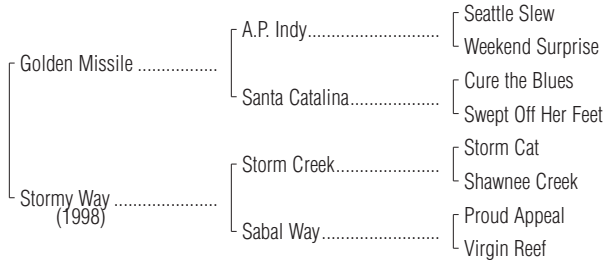 Seattle Slew
A.P. Indy........................................
Weekend Surprise
Golden Missile .................
Cure the Blues
Santa Catalina...........................
Swept Off Her Feet
Storm Cat
Storm Creek...............................
Shawnee Creek
Stormy Way .....................
(1998)
Proud Appeal
Sabal Way...................................
Virgin Reef